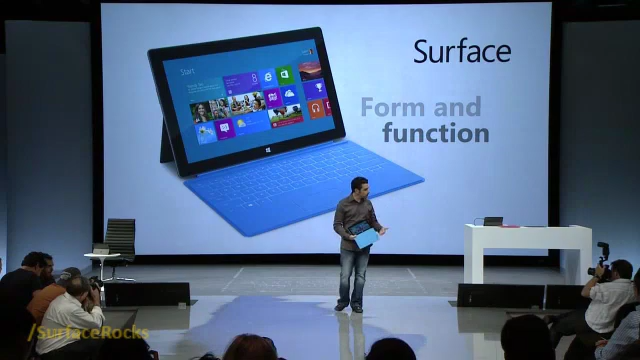 Surface
Start
Form and
function
/SurfaceRocks